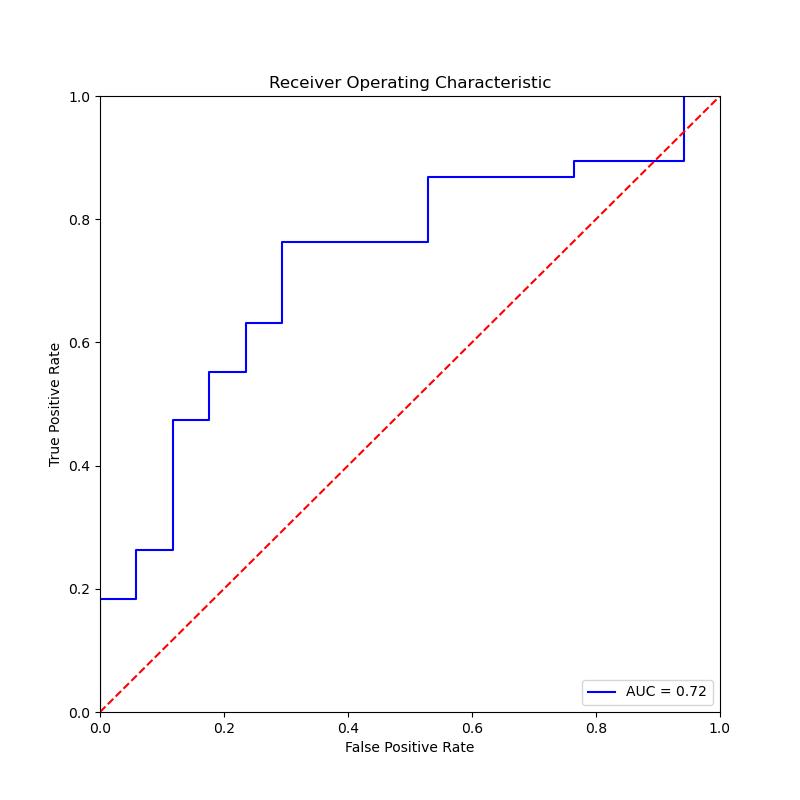 Receiver Operating Characteristic
1.0
0.8
0.6
0.4
0.2
0.0
True Positive Rate
AUC = 0.72
0.0 0.2 0.4 0.6 0.8 1.0
False Positive Rate